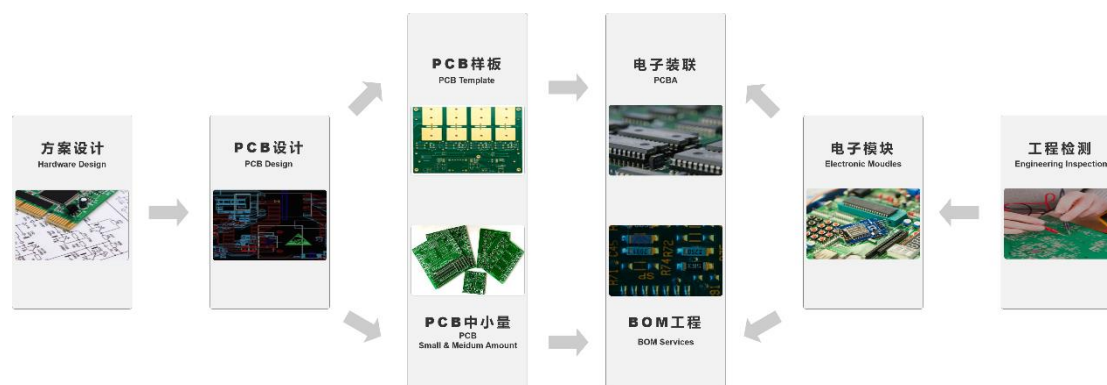 方案设计
Hardware Design
PCB设计
PCB Design
PCB样板
PCB Template
PCB中小量
PCB
Small & Meidum Amount
电子装联
PCBA
R74
R72
BOM工程
BOM Services
电子模块
Electronic Moudles
工程检测
Engineering Inspection